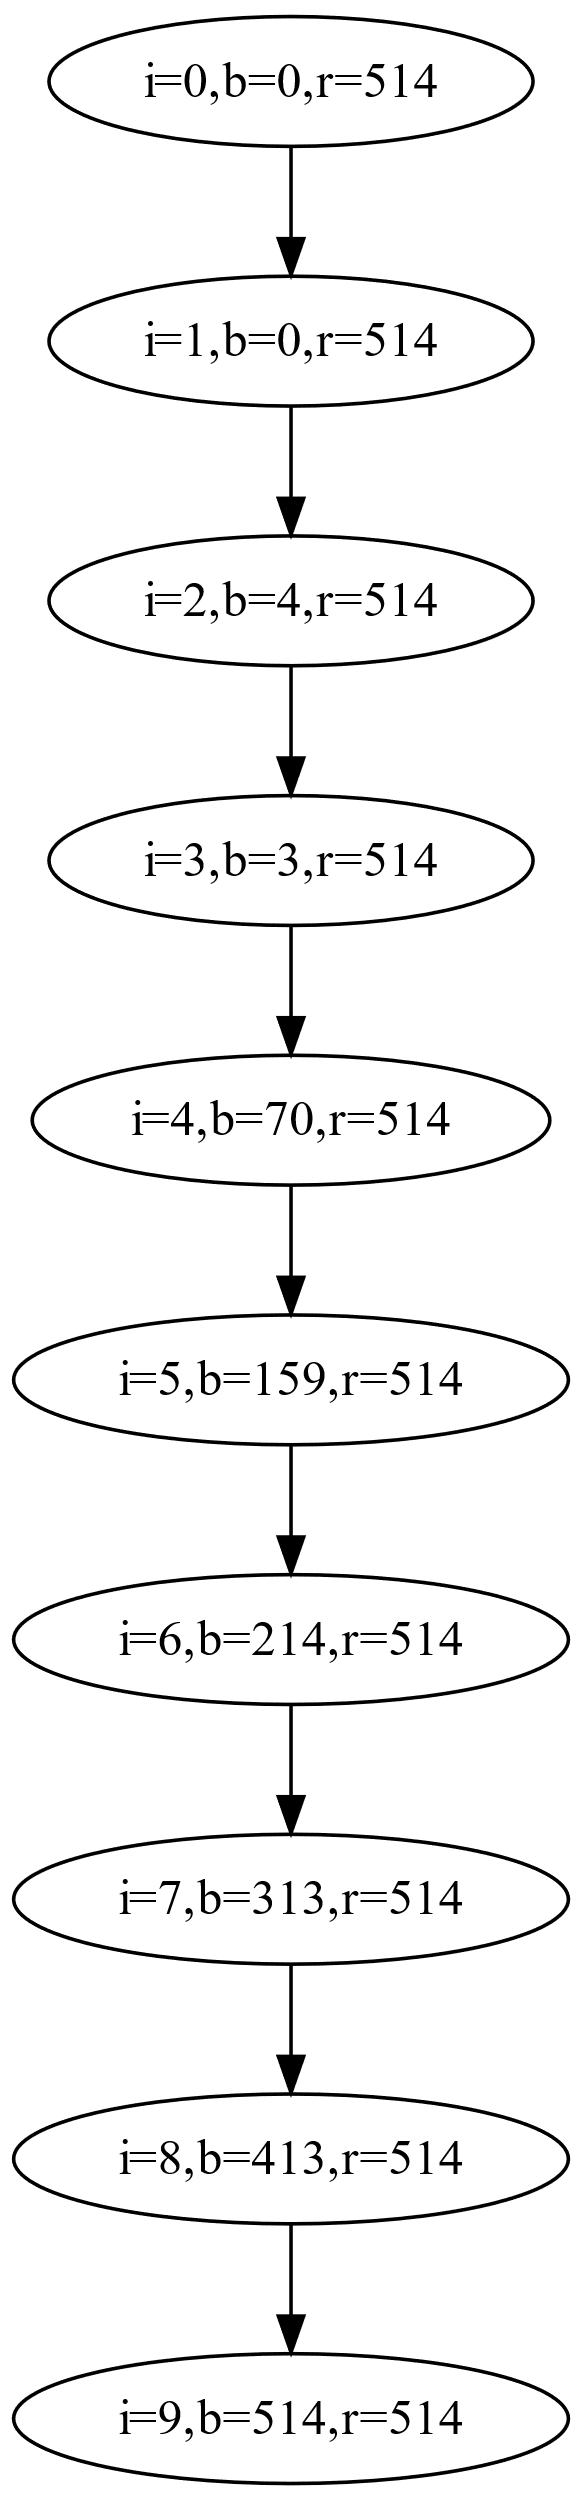 i=0,b=0,r=514
i=1,b=0,r=514
i=2,b=4,r=514
i=3,b=3,r=514
i=4,b=70,r=514
i=5,b=159,r=514
i=6,b=214,r=514
i=7,b=313,r=514
i=8,b=413,r=514
i=9,b=514,r=514